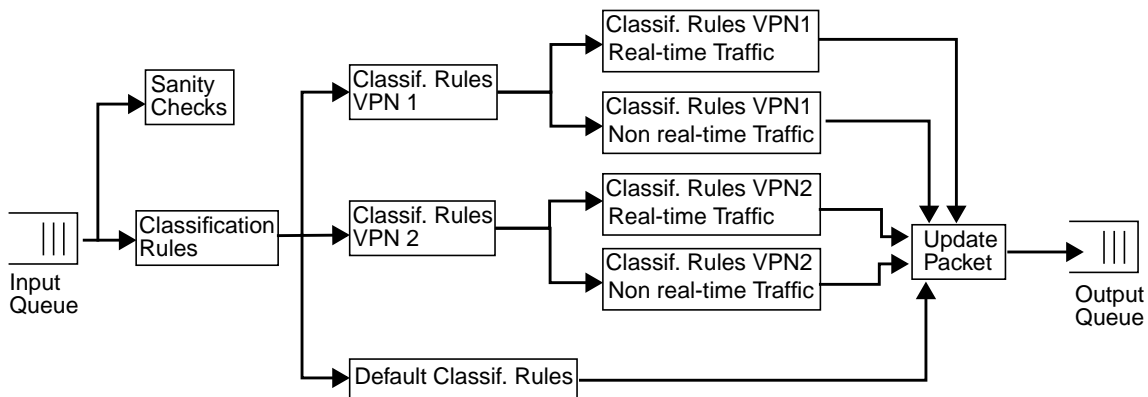 Sanity
Checks
Input
Queue
Classification
Rules
Classif. Rules
VPN 1
Classif. Rules
VPN 2
Default Classif. Rules
Classif. Rules VPN1
Real-time Traffic
Classif. Rules VPN1
Non real-time Traffic
Classif. Rules VPN2
Real-time Traffic
Classif. Rules VPN2
Non real-time Traffic
Update
Packet
Output
Queue